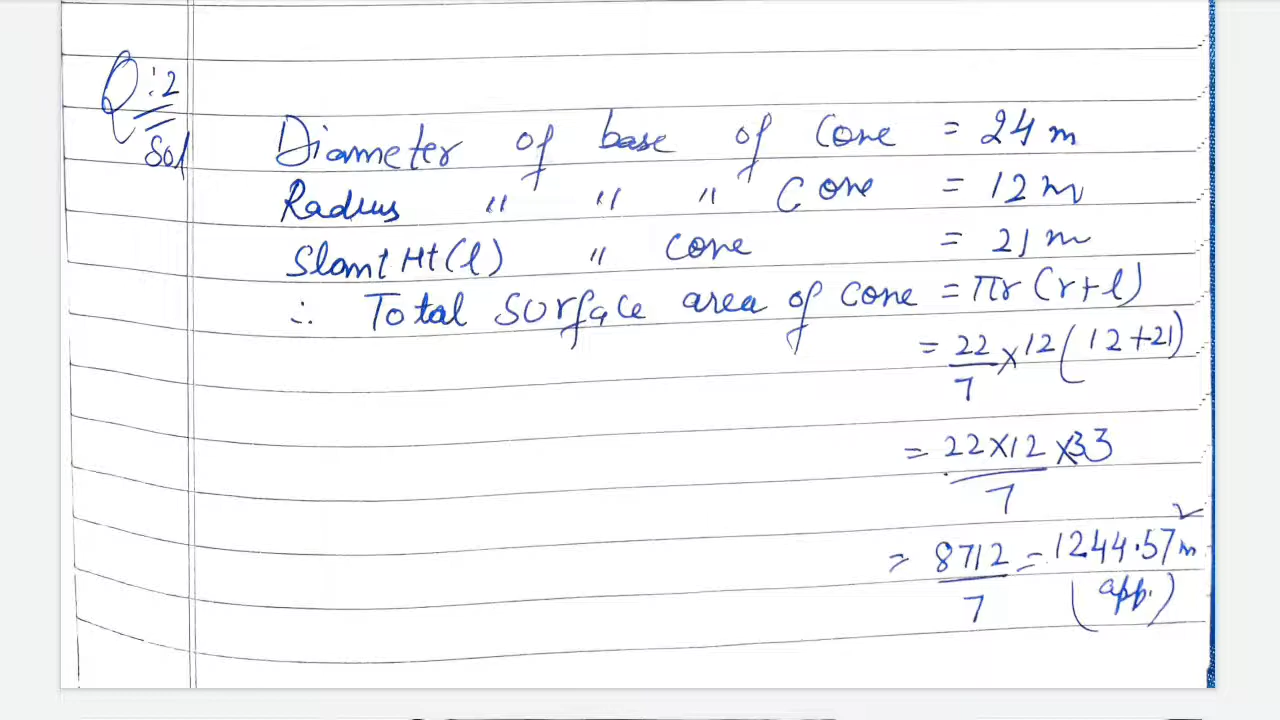 Q:2
Sol
Diameter of base of Cone = 24 m
Radius " " " Cone = 12 m
Slant Ht (l) " Cone = 21 m
∴ Total surface area of cone = πr (r+l)
= 22/7 × 12 (12+21)
= 22×12×33/7
= 8712/7 = 1244.57 m²
(app.)